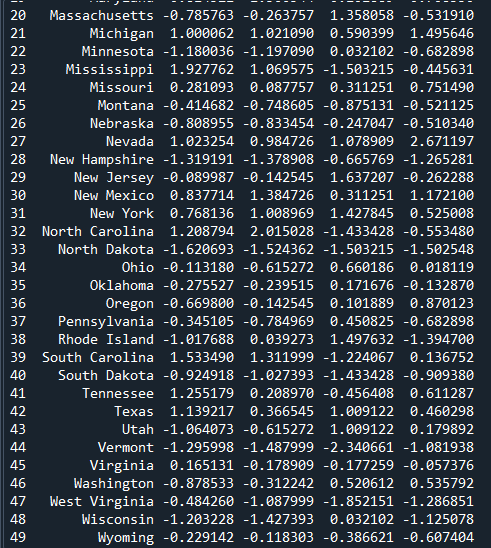 20 Massachusetts -0.785763 -0.263757 1.358058 -0.531910
21 Michigan 1.000062 1.021090 0.590399 1.495646
22 Minnesota -1.180036 -1.197090 0.032102 -0.682898
23 Mississippi 1.927762 1.069575 -1.503215 -0.445631
24 Missouri 0.281093 0.087757 0.311251 0.751490
25 Montana -0.414682 -0.748605 -0.875131 -0.521125
26 Nebraska -0.808955 -0.833454 -0.247047 -0.510340
27 Nevada 1.023254 0.984726 1.078909 2.671197
28 New Hampshire -1.319191 -1.378908 -0.665769 -1.265281
29 New Jersey -0.089987 -0.142545 1.637207 -0.262288
30 New Mexico 0.837714 1.384726 0.311251 1.172100
31 New York 0.768136 1.008969 1.427845 0.525008
32 North Carolina 1.208794 2.015028 -1.433428 -0.553480
33 North Dakota -1.620693 -1.524362 -1.503215 -1.502548
34 Ohio -0.113180 -0.615272 0.660186 0.018119
35 Oklahoma -0.275527 -0.239515 0.171676 -0.132870
36 Oregon -0.669800 -0.142545 0.101889 0.870123
37 Pennsylvania -0.345105 -0.784969 0.450825 -0.682898
38 Rhode Island -1.017688 0.039273 1.497632 -1.394700
39 South Carolina 1.533490 1.311999 -1.224067 0.136752
40 South Dakota -0.924918 -1.027393 -1.433428 -0.909380
41 Tennessee 1.255179 0.208970 -0.456408 0.611287
42 Texas 1.139217 0.366545 1.009122 0.460298
43 Utah -1.064073 -0.615272 1.009122 0.179892
44 Vermont -1.295998 -1.487999 -2.340661 -1.081938
45 Virginia 0.165131 -0.178909 -0.177259 -0.057376
46 Washington -0.878533 -0.312242 0.520612 0.535792
47 West Virginia -0.484260 -1.087999 -1.852151 -1.286851
48 Wisconsin -1.203228 -1.427393 0.032102 -1.125078
49 Wyoming -0.229142 -0.118303 -0.386621 -0.607404